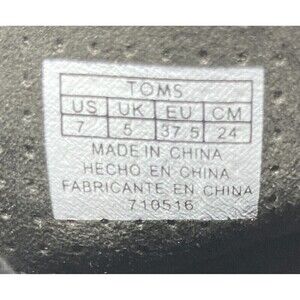 TOMS
US UK EU CM
7 5 37.5 24
MADE IN CHINA
HECHO EN CHINA
FABRICANTE EN CHINA
710516